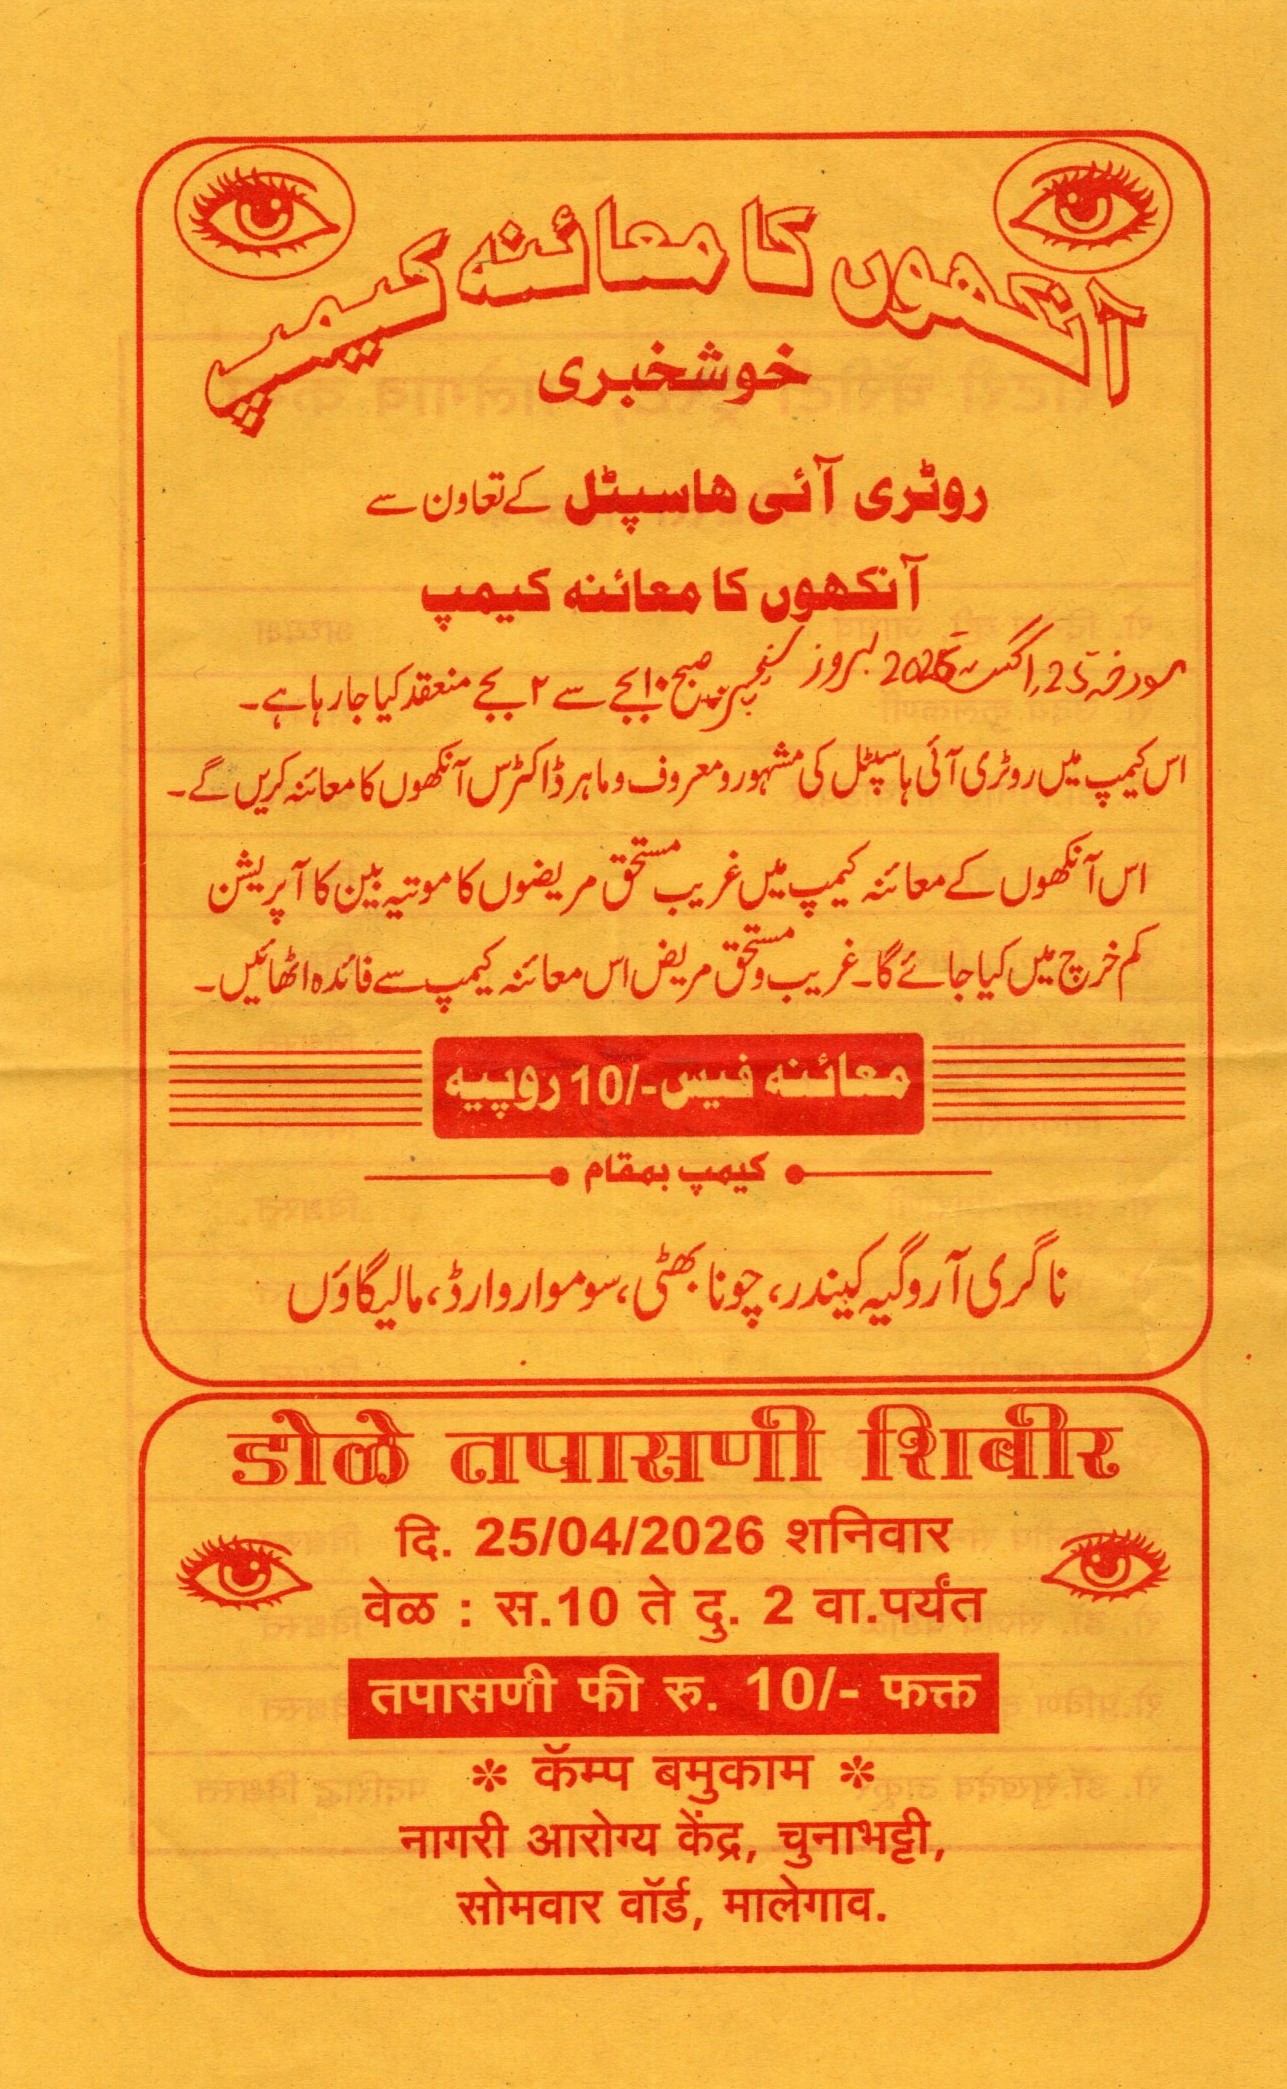 آنکھوں کا معائنہ کیمپ
خوشخبری
روٹری آئی ھاسپٹل کے تعاون سے
آنکھوں کا معائنہ کیمپ
مورخہ 25؍اگست 2026 بروز سنیچر صبح ۱۰ بجے سے ۲ بجے منعقد کیا جا رہا ہے۔
اس کیمپ میں روٹری آئی ہاسپٹل کی مشہور و معروف و ماہر ڈاکٹرس آنکھوں کا معائنہ کریں گے۔
اس آنکھوں کے معائنہ کیمپ میں غریب مستحق مریضوں کا موتیہ بین کا آپریشن
کم خرچ میں کیا جائے گا۔ غریب و مستحق مریض اس معائنہ کیمپ سے فائدہ اٹھائیں۔
معائنہ فیس -/10 روپیہ
کیمپ بمقام
ناگری آروگیہ کیندر، چونا بھٹی، سوموار وارڈ، مالیگاؤں
डोळे तपासणी शिबीर
दि. 25/04/2026 शनिवार
वेळ : स.10 ते दु. 2 वा.पर्यंत
तपासणी फी रु. 10/- फक्त
* कॅम्प बमुकाम *
नागरी आरोग्य केंद्र, चुनाभट्टी,
सोमवार वॉर्ड, मालेगाव.